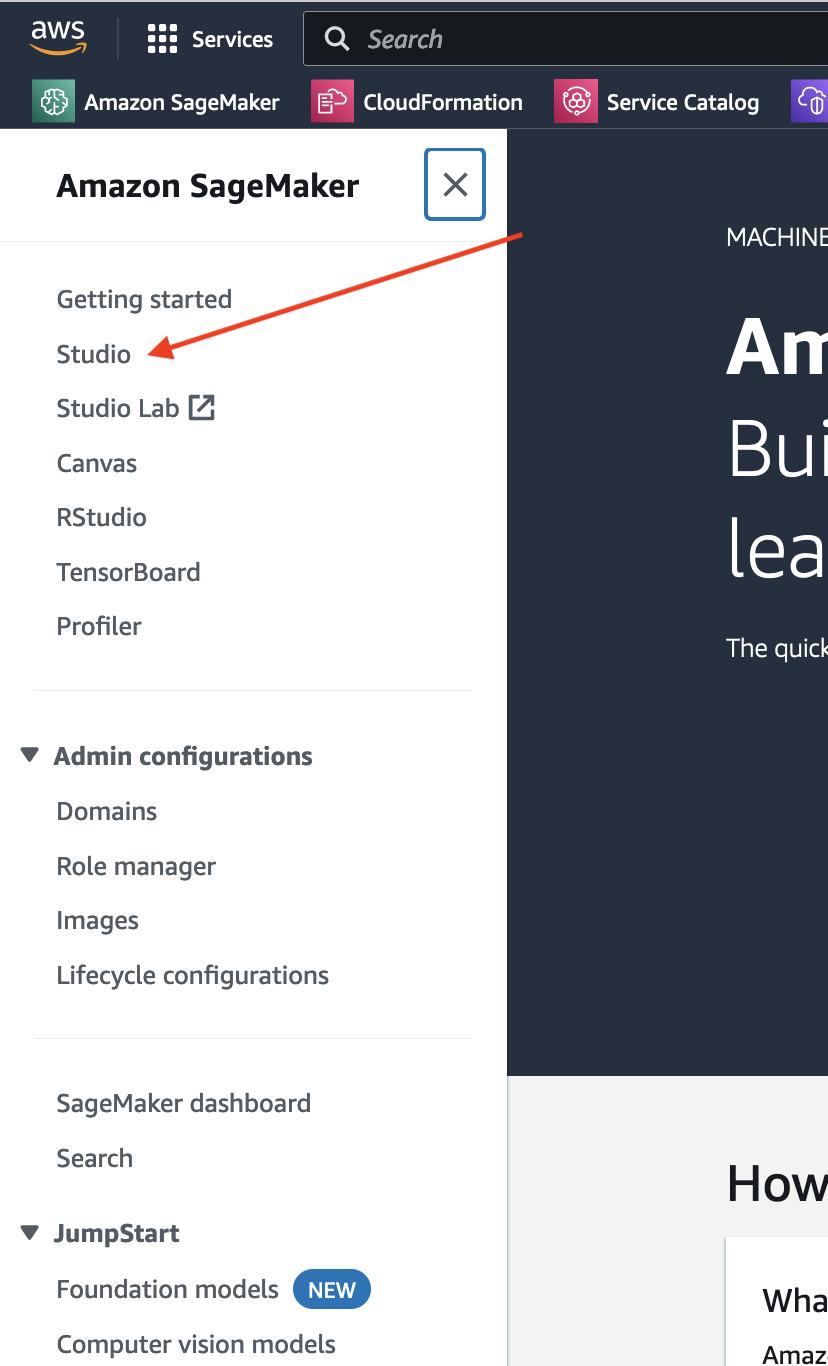 aws
Services
Search
Amazon SageMaker
CloudFormation
Service Catalog
Amazon SageMaker
MACHINE
Getting started
Studio
Studio Lab
Canvas
RStudio
TensorBoard
Profiler
Am
Bui
lea
The quick
Admin configurations
Domains
Role manager
Images
Lifecycle configurations
SageMaker dashboard
Search
JumpStart
Foundation models NEW
Computer vision models
How
Wha
Amaz